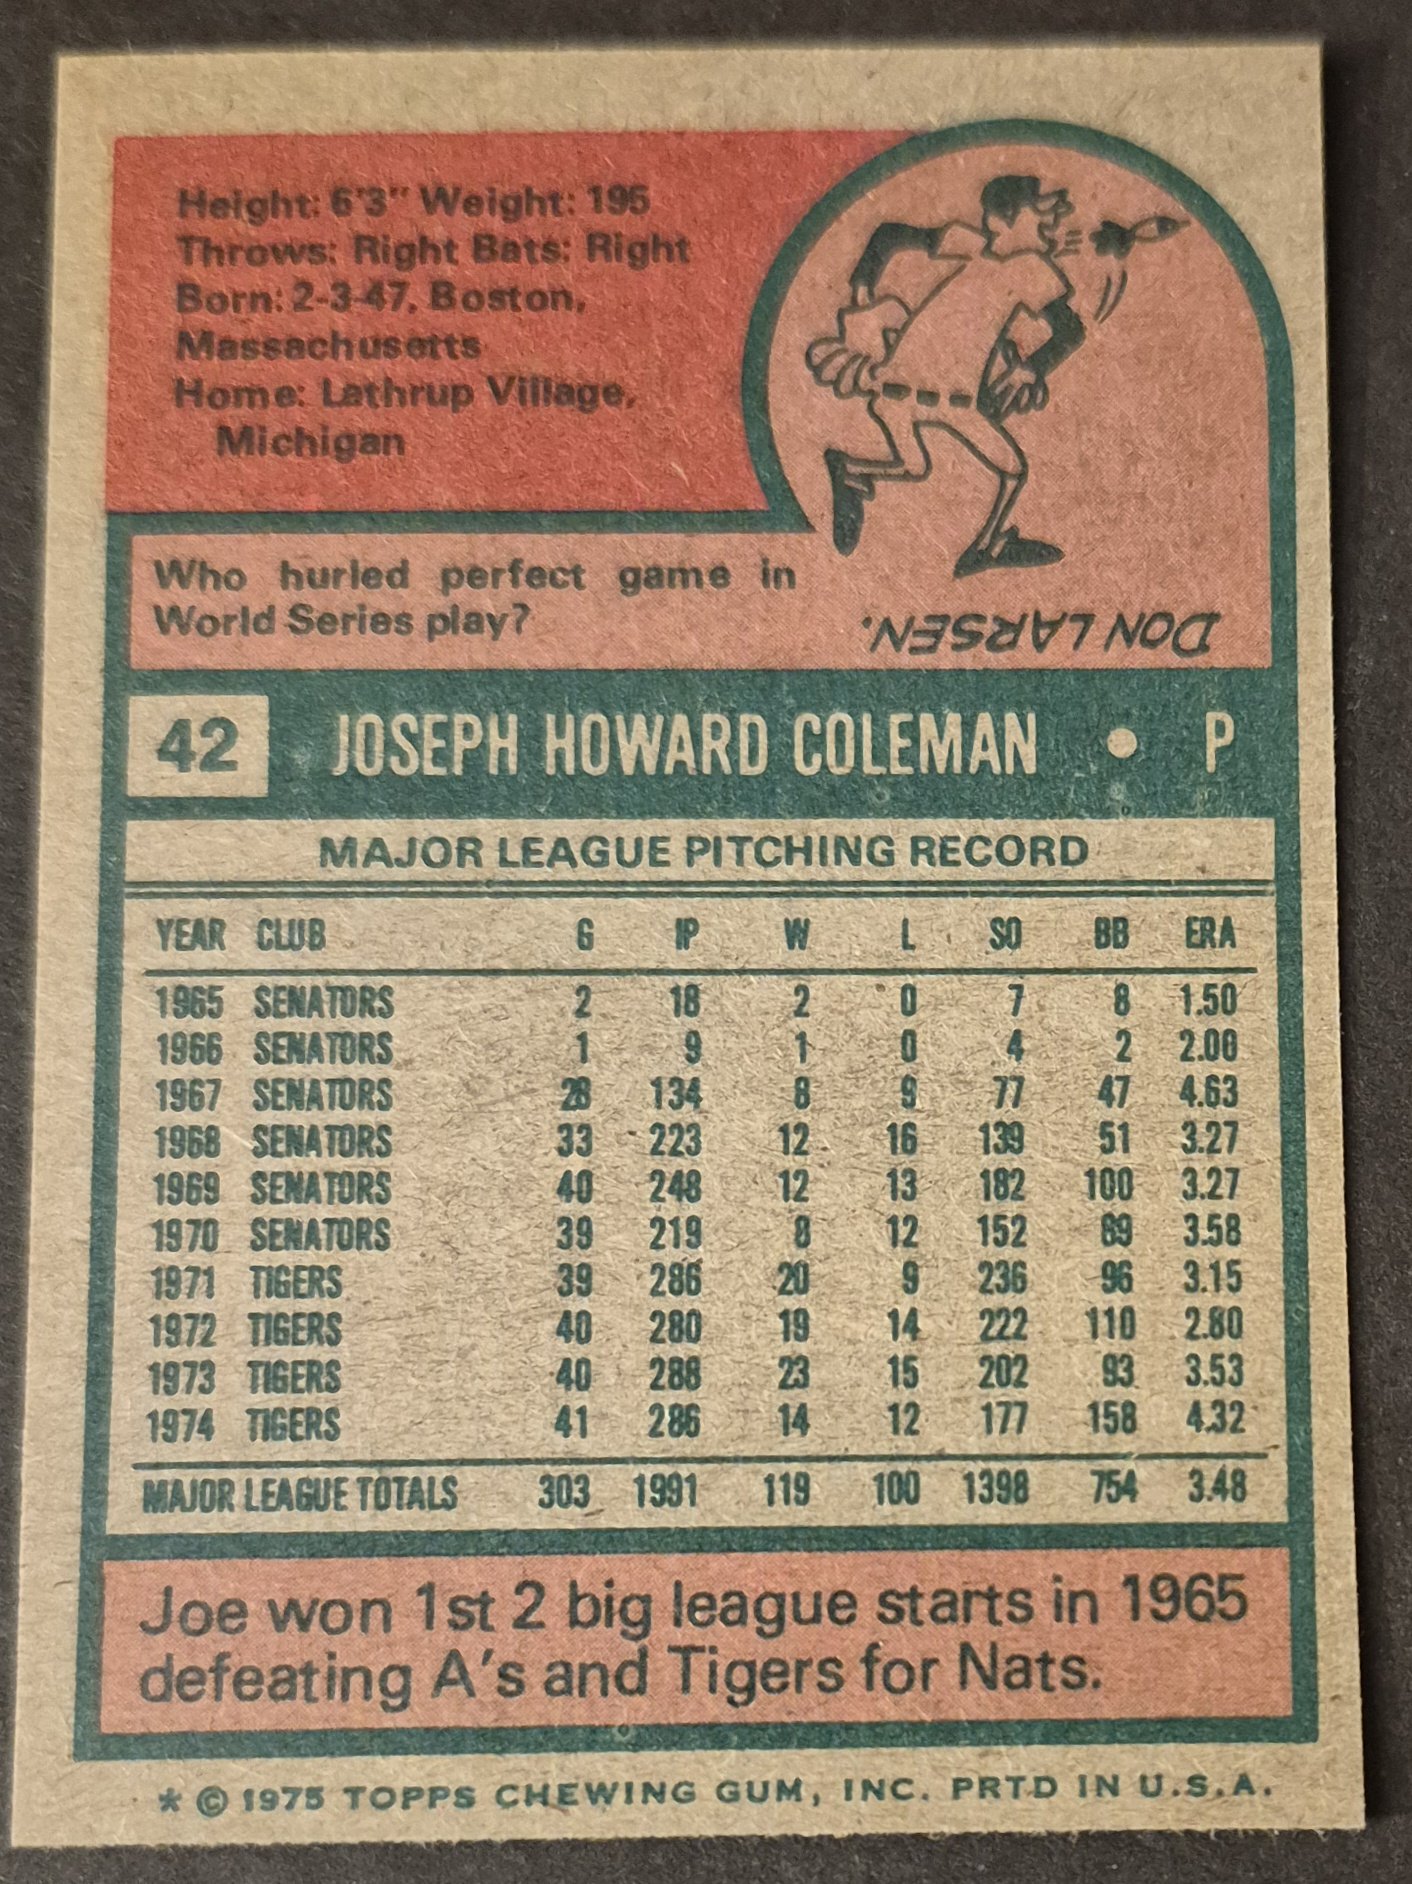 Height: 6'3" Weight: 195
Throws: Right Bats: Right
Born: 2-3-47, Boston,
Massachusetts
Home: Lathrup Village,
Michigan
Who hurled perfect game in
World Series play?
DON LARSEN.
42 JOSEPH HOWARD COLEMAN • P
MAJOR LEAGUE PITCHING RECORD
YEAR CLUB G IP W L SO BB ERA
1965 SENATORS 2 18 2 0 7 8 1.50
1966 SENATORS 1 9 1 0 4 2 2.00
1967 SENATORS 28 134 8 9 77 47 4.63
1968 SENATORS 33 223 12 16 139 51 3.27
1969 SENATORS 40 248 12 13 182 100 3.27
1970 SENATORS 39 219 8 12 152 89 3.58
1971 TIGERS 39 286 20 9 236 96 3.15
1972 TIGERS 40 280 19 14 222 110 2.80
1973 TIGERS 40 288 23 15 202 93 3.53
1974 TIGERS 41 286 14 12 177 158 4.32
MAJOR LEAGUE TOTALS 303 1991 119 100 1398 754 3.48
Joe won 1st 2 big league starts in 1965
defeating A's and Tigers for Nats.
* © 1975 TOPPS CHEWING GUM, INC. PRTD IN U.S.A.